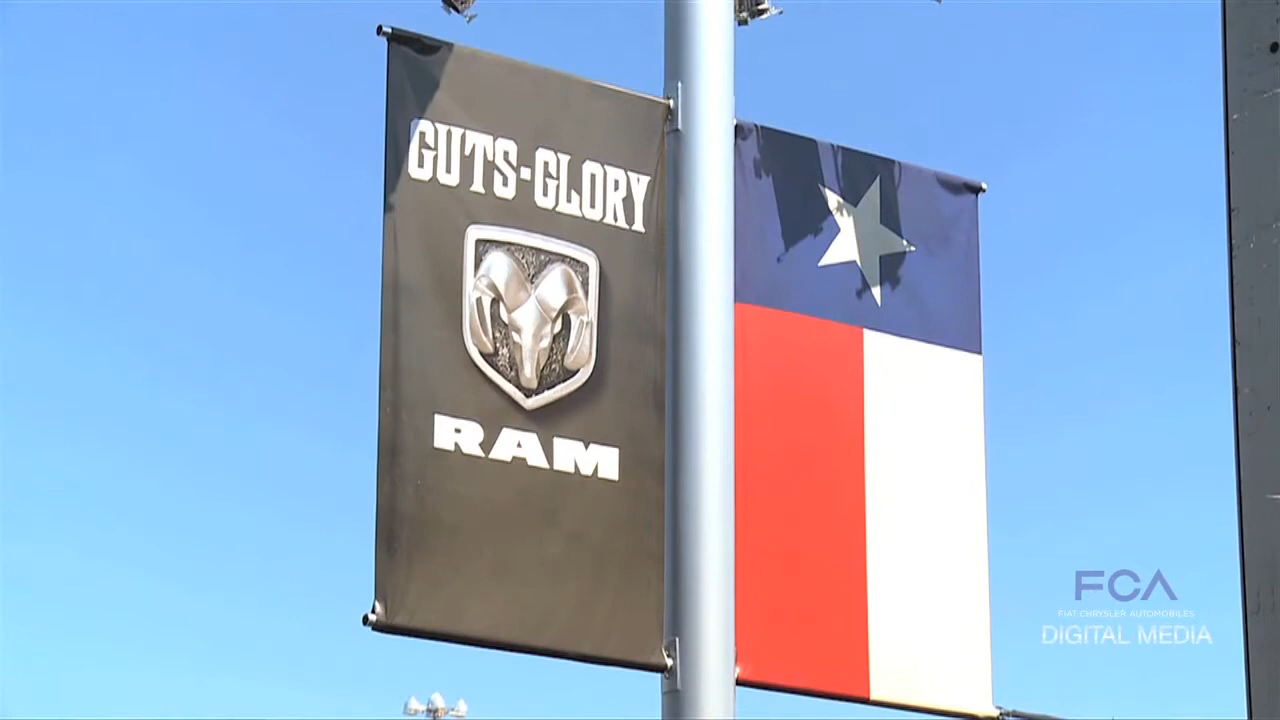 GUTS-GLORY
RAM
FCA
FIAT CHRYSLER AUTOMOBILES
DIGITAL MEDIA